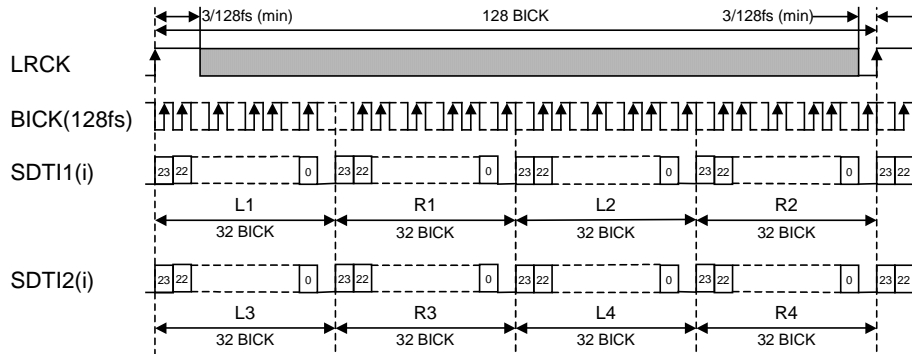 3/128fs (min) 128 BICK 3/128fs (min)
LRCK
BICK(128fs)
SDTI1(i) 23 22 0 23 22 0 23 22 0 23 22 0 23 22
L1 R1 L2 R2
32 BICK 32 BICK 32 BICK 32 BICK
SDTI2(i) 23 22 0 23 22 0 23 22 0 23 22 0 23 22
L3 R3 L4 R4
32 BICK 32 BICK 32 BICK 32 BICK